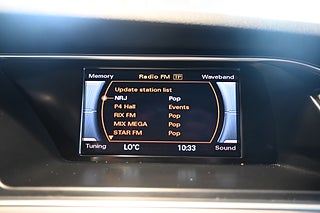 Memory Radio FM TP Waveband
Update station list
NRJ Pop
P4 Hall Events
RIX FM Pop
MIX MEGA Pop
STAR FM Pop
Tuning LO°C 10:33 Sound